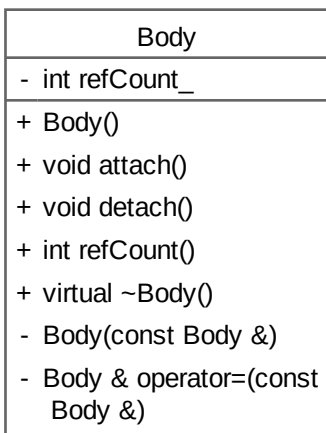 Body
- int refCount_
+ Body()
+ void attach()
+ void detach()
+ int refCount()
+ virtual ~Body()
- Body(const Body &)
- Body & operator=(const
Body &)